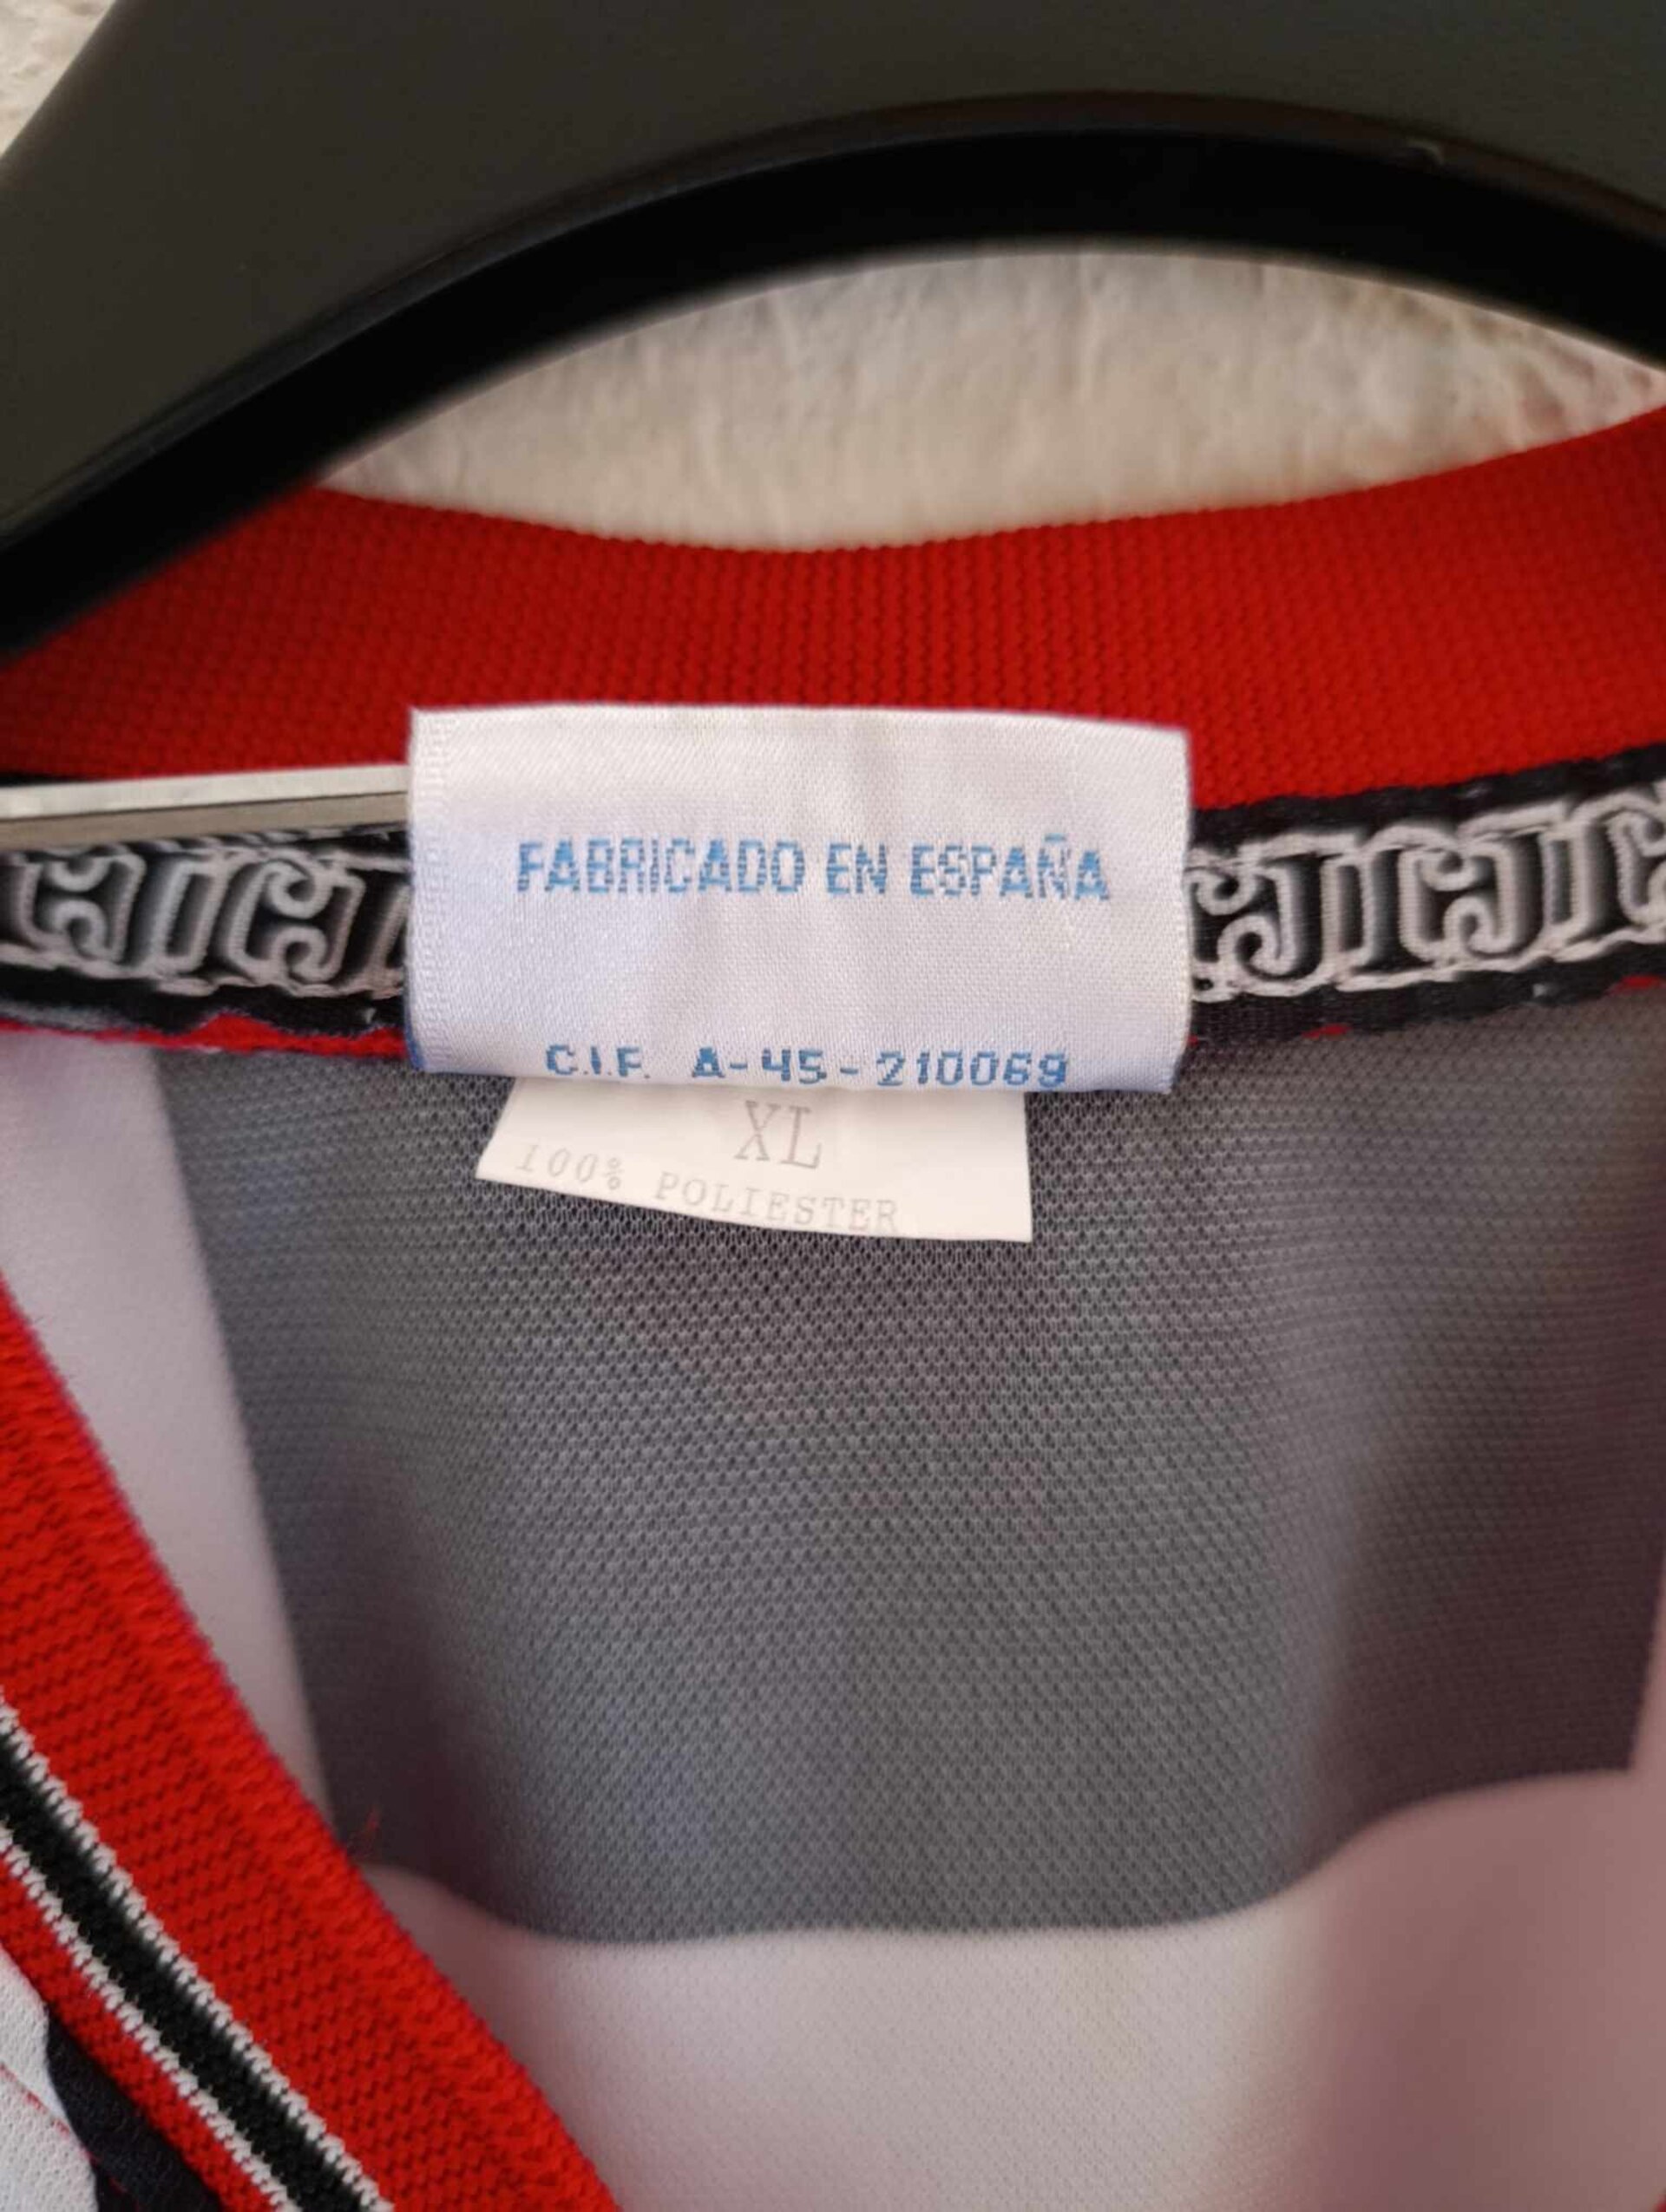 FABRICADO EN ESPAÑA
C.I.F. A-45-210069
XL
100% POLIESTER